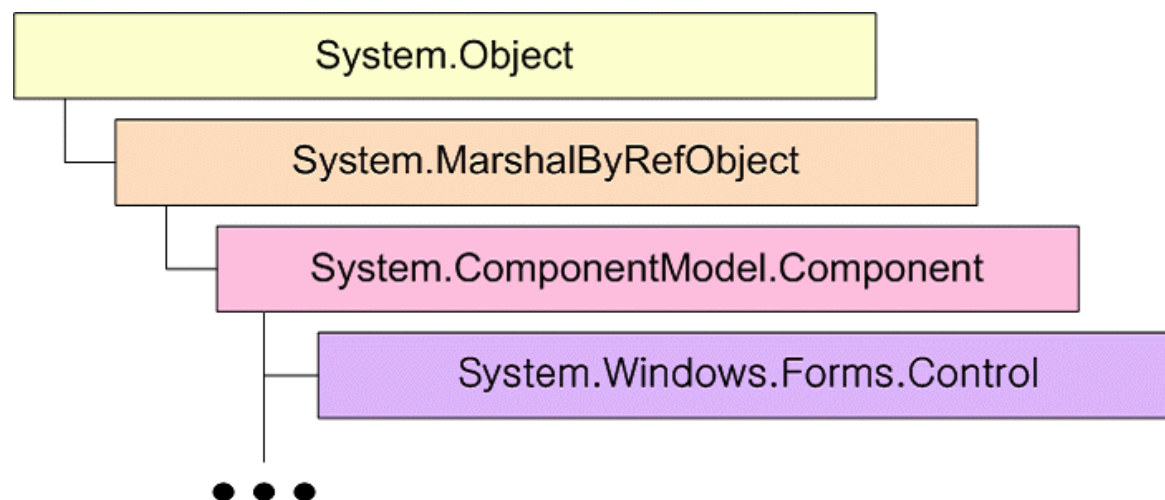 System.Object
System.MarshalByRefObject
System.ComponentModel.Component
System.Windows.Forms.Control